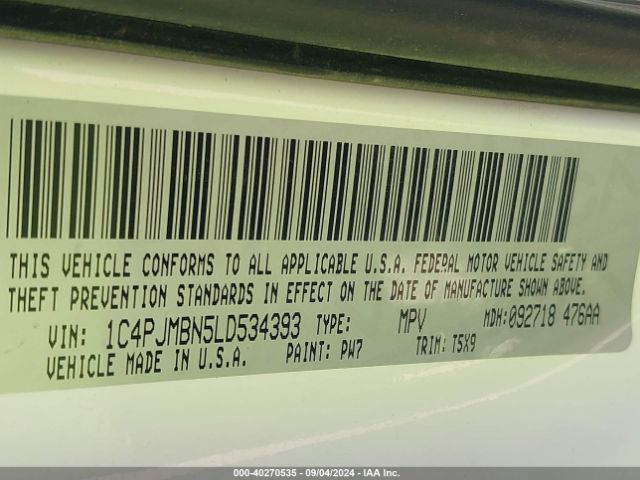 THIS VEHICLE CONFORMS TO ALL APPLICABLE U.S.A. FEDERAL MOTOR VEHICLE SAFETY AND
THEFT PREVENTION STANDARDS IN EFFECT ON THE DATE OF MANUFACTURE SHOWN ABOVE.
VIN: 1C4PJMBN5LD534393 TYPE: MPV MDH:092718 476AA
VEHICLE MADE IN U.S.A. PAINT: PW7 TRIM: T5X9
000-40270535 - 09/04/2024 - IAA Inc.